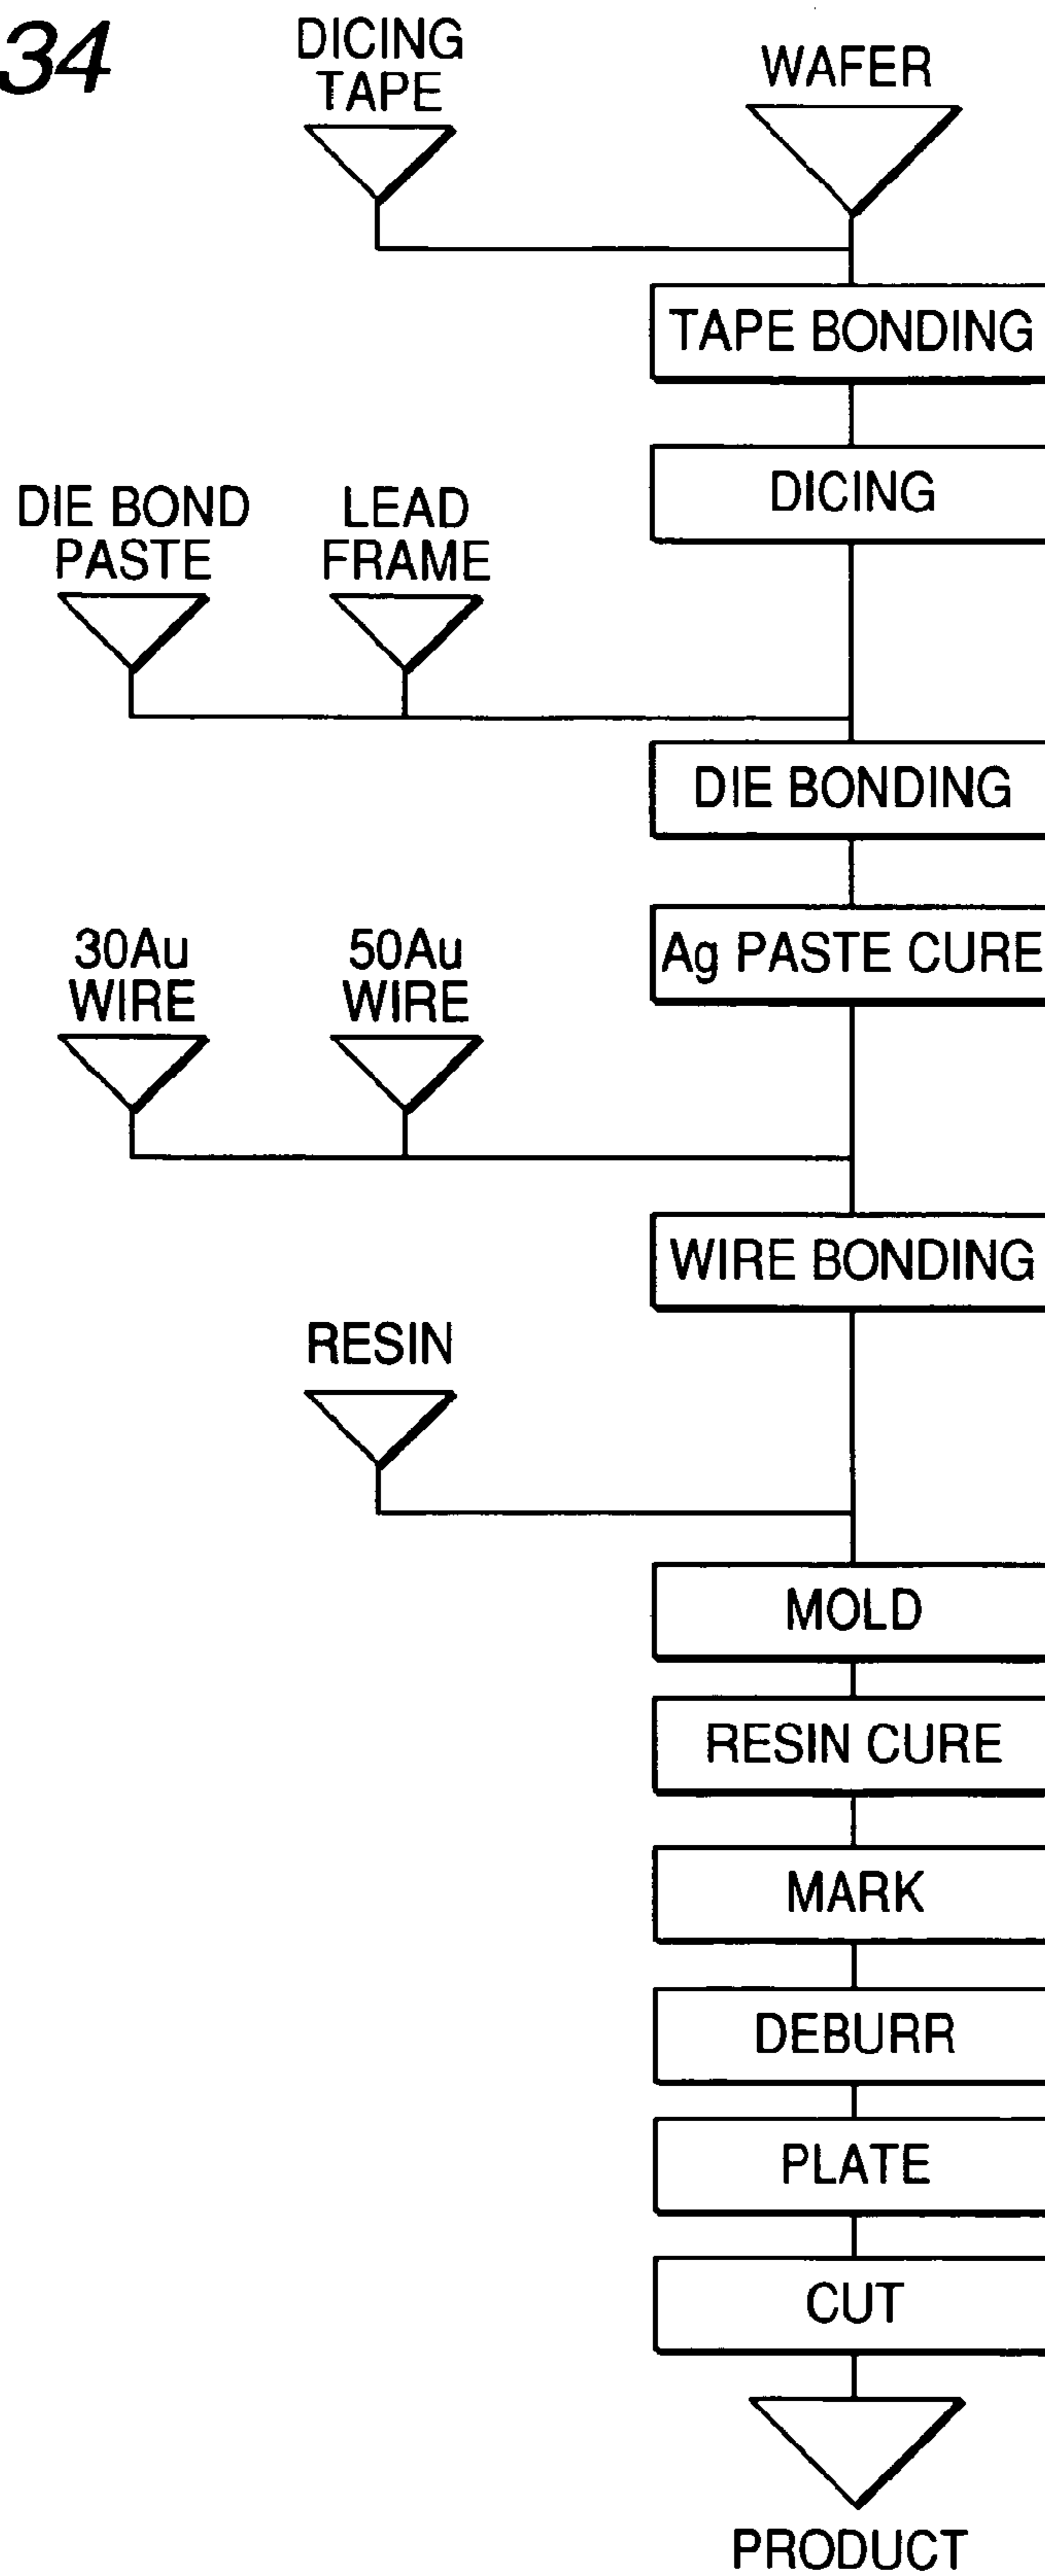 34
DICING
TAPE
WAFER
TAPE BONDING
DICING
DIE BOND
PASTE
LEAD
FRAME
DIE BONDING
Ag PASTE CURE
30Au
WIRE
50Au
WIRE
WIRE BONDING
RESIN
MOLD
RESIN CURE
MARK
DEBURR
PLATE
CUT
PRODUCT